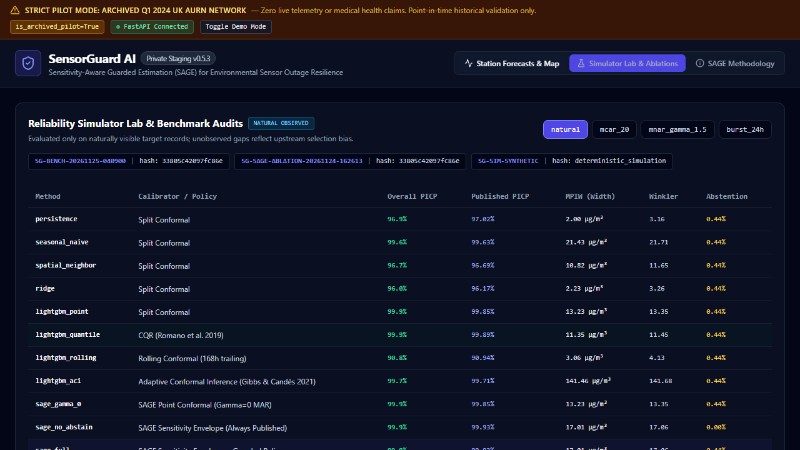 STRICT PILOT MODE: ARCHIVED Q1 2024 UK AURN NETWORK — Zero live telemetry or medical health claims. Point-in-time historical validation only.
is_archived_pilot=True FastAPI Connected Toggle Demo Mode
SensorGuard AI Private Staging v0.5.3
Sensitivity-Aware Guarded Estimation (SAGE) for Environmental Sensor Outage Resilience
Station Forecasts & Map Simulator Lab & Ablations SAGE Methodology
Reliability Simulator Lab & Benchmark Audits NATURAL OBSERVED
Evaluated only on naturally visible target records; unobserved gaps reflect upstream selection bias.
natural mcar_20 mnar_gamma_1.5 burst_24h
SG-BENCH-20261125-040900 | hash: 33805c42097fc86e SG-SAGE-ABLATION-20261124-162613 | hash: 33805c42097fc86e SG-SIM-SYNTHETIC | hash: deterministic_simulation
Method Calibrator / Policy Overall PICP Published PICP MPIW (Width) Winkler Abstention
persistence Split Conformal 96.9% 97.02% 2.00 µg/m³ 3.16 0.44%
seasonal_naive Split Conformal 99.6% 99.63% 21.43 µg/m³ 21.71 0.44%
spatial_neighbor Split Conformal 96.7% 96.69% 10.82 µg/m³ 11.65 0.44%
ridge Split Conformal 96.0% 96.17% 2.23 µg/m³ 3.26 0.44%
lightgbm_point Split Conformal 99.9% 99.85% 13.23 µg/m³ 13.35 0.44%
lightgbm_quantile CQR (Romano et al. 2019) 99.9% 99.89% 11.35 µg/m³ 11.45 0.44%
lightgbm_rolling Rolling Conformal (168h trailing) 90.8% 90.94% 3.06 µg/m³ 4.13 0.44%
lightgbm_aci Adaptive Conformal Inference (Gibbs & Candès 2021) 99.7% 99.71% 141.46 µg/m³ 141.68 0.44%
sage_gamma_0 SAGE Point Conformal (Gamma=0 MAR) 99.9% 99.85% 13.23 µg/m³ 13.35 0.44%
sage_no_abstain SAGE Sensitivity Envelope (Always Published) 99.9% 99.93% 17.01 µg/m³ 17.06 0.00%